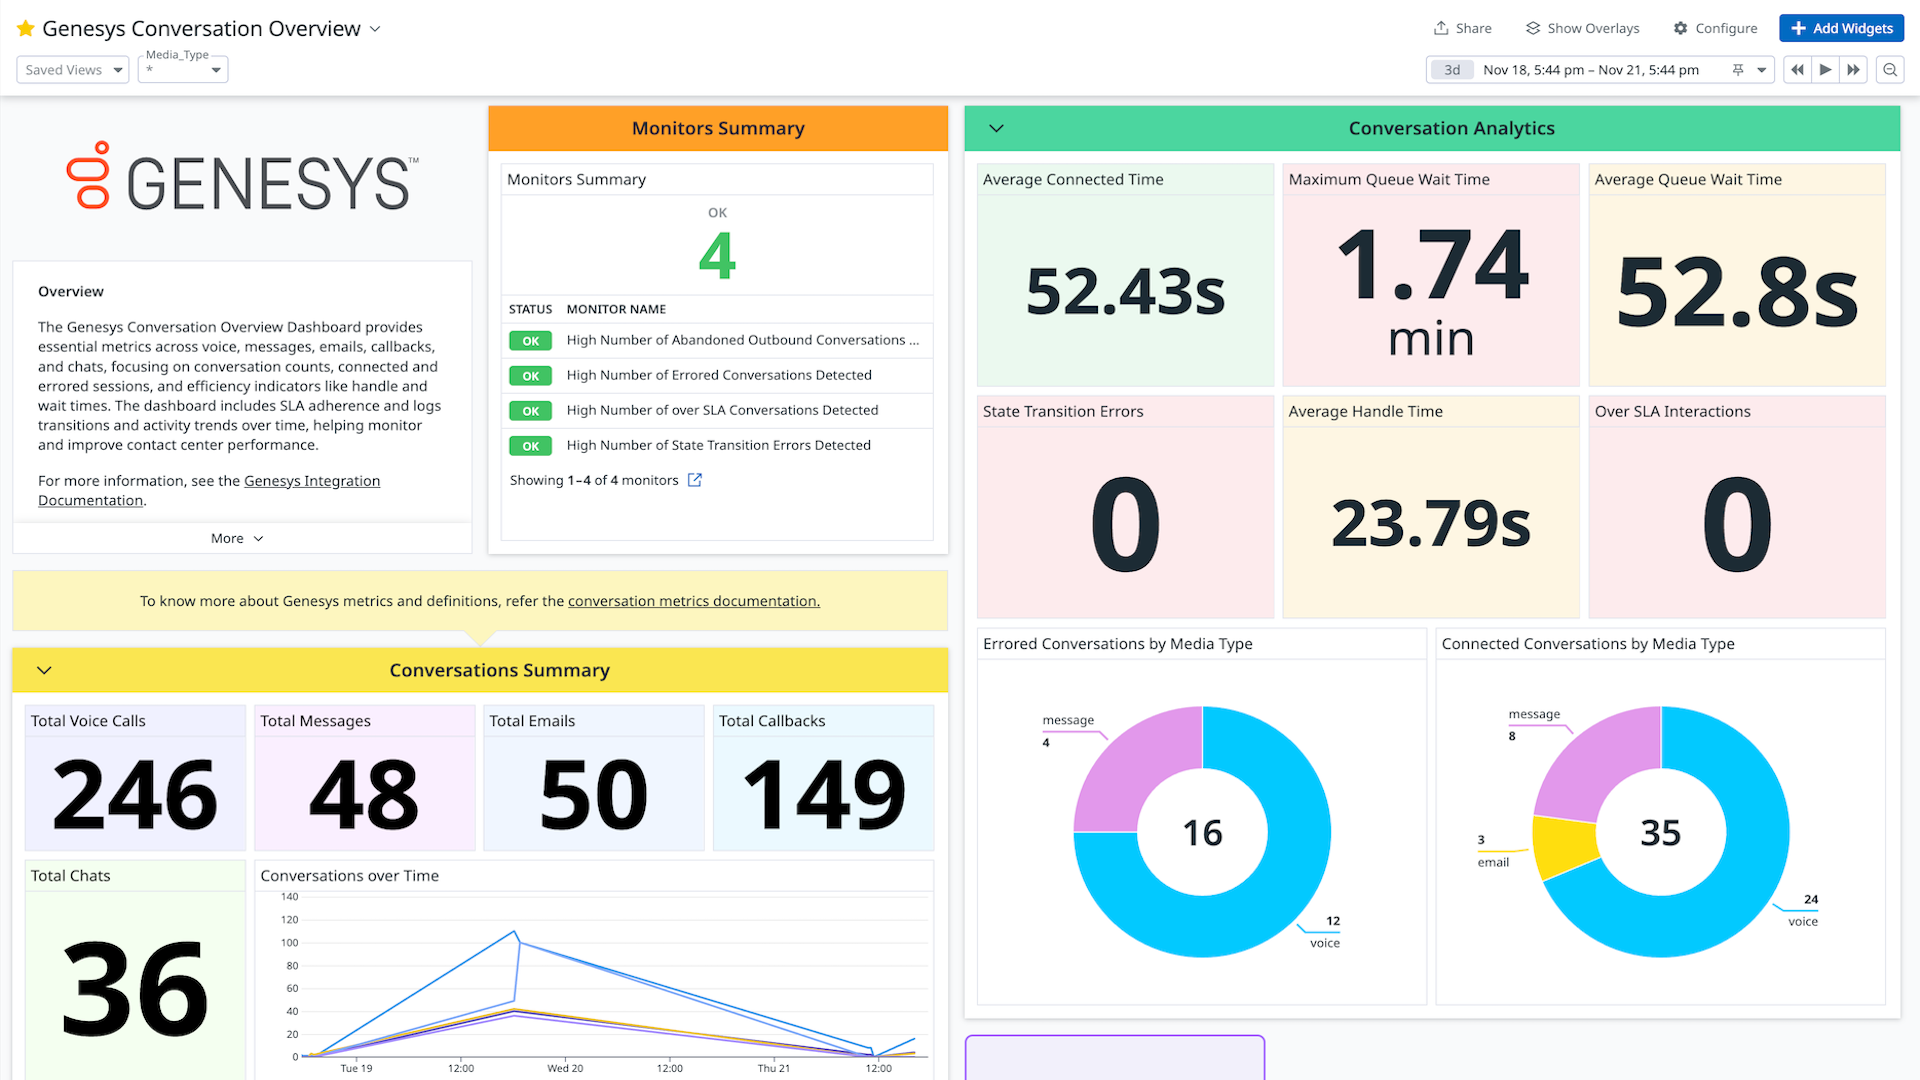 Genesys Conversation Overview
Share
Show Overlays
Configure
Add Widgets
Saved Views
Media_Type
*
3d
Nov 18, 5:44 pm – Nov 21, 5:44 pm
GENESYS™
Overview
The Genesys Conversation Overview Dashboard provides
essential metrics across voice, messages, emails, callbacks,
and chats, focusing on conversation counts, connected and
errored sessions, and efficiency indicators like handle and
wait times. The dashboard includes SLA adherence and logs
transitions and activity trends over time, helping monitor
and improve contact center performance.
For more information, see the Genesys Integration
Documentation.
More
Monitors Summary
Monitors Summary
OK
4
STATUS MONITOR NAME
OK High Number of Abandoned Outbound Conversations ...
OK High Number of Errored Conversations Detected
OK High Number of over SLA Conversations Detected
OK High Number of State Transition Errors Detected
Showing 1–4 of 4 monitors
To know more about Genesys metrics and definitions, refer the conversation metrics documentation.
Conversations Summary
Total Voice Calls
246
Total Messages
48
Total Emails
50
Total Callbacks
149
Total Chats
36
Conversations over Time
140
120
100
80
60
40
20
0
Tue 19
12:00
Wed 20
12:00
Thu 21
12:00
Conversation Analytics
Average Connected Time
52.43s
Maximum Queue Wait Time
1.74
min
Average Queue Wait Time
52.8s
State Transition Errors
0
Average Handle Time
23.79s
Over SLA Interactions
0
Errored Conversations by Media Type
message
4
16
12
voice
Connected Conversations by Media Type
message
8
3
email
35
24
voice